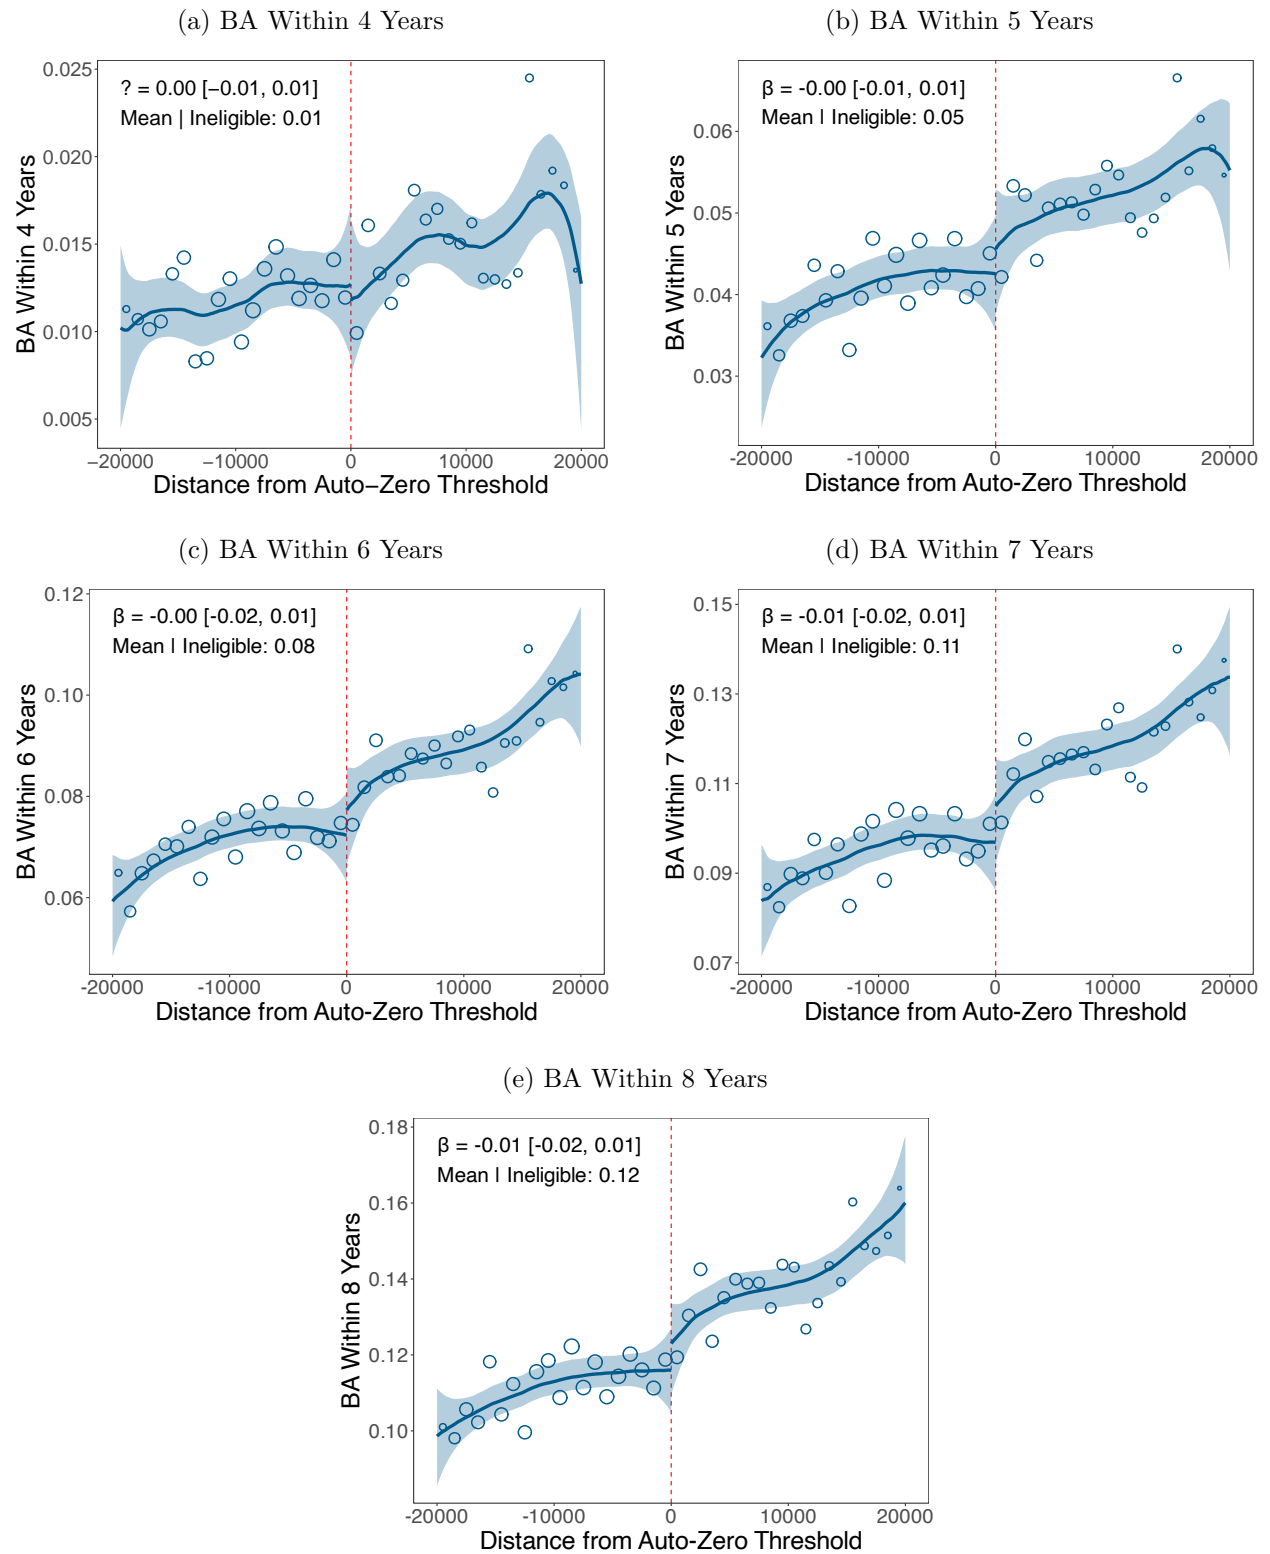 (a) BA Within 4 Years
? = 0.00 [−0.01, 0.01]
Mean | Ineligible: 0.01
BA Within 4 Years
0.025
0.020
0.015
0.010
0.005
−20000 −10000 0 10000 20000
Distance from Auto−Zero Threshold
(b) BA Within 5 Years
β = -0.00 [-0.01, 0.01]
Mean | Ineligible: 0.05
BA Within 5 Years
0.06
0.05
0.04
0.03
-20000 -10000 0 10000 20000
Distance from Auto-Zero Threshold
(c) BA Within 6 Years
β = -0.00 [-0.02, 0.01]
Mean | Ineligible: 0.08
BA Within 6 Years
0.12
0.10
0.08
0.06
-20000 -10000 0 10000 20000
Distance from Auto-Zero Threshold
(d) BA Within 7 Years
β = -0.01 [-0.02, 0.01]
Mean | Ineligible: 0.11
BA Within 7 Years
0.15
0.13
0.11
0.09
0.07
-20000 -10000 0 10000 20000
Distance from Auto-Zero Threshold
(e) BA Within 8 Years
β = -0.01 [-0.02, 0.01]
Mean | Ineligible: 0.12
BA Within 8 Years
0.18
0.16
0.14
0.12
0.10
-20000 -10000 0 10000 20000
Distance from Auto-Zero Threshold